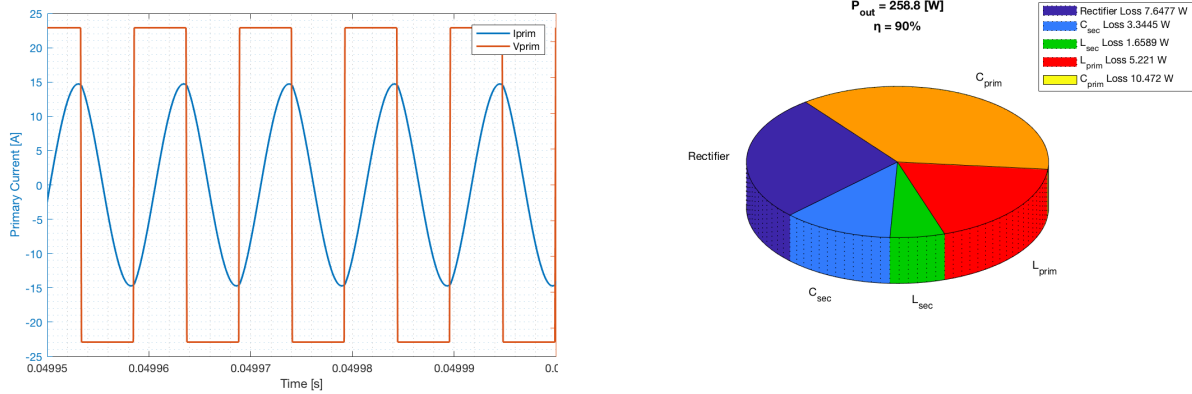 25
20
15
10
5
0
-5
-10
-15
-20
-25
Primary Current [A]
0.04995
0.04996
0.04997
0.04998
0.04999
0.0
Time [s]
Iprim
Vprim
P_out = 258.8 [W]
η = 90%
Rectifier Loss 7.6477 W
C_sec Loss 3.3445 W
L_sec Loss 1.6589 W
L_prim Loss 5.221 W
C_prim Loss 10.472 W
C_prim
Rectifier
C_sec
L_sec
L_prim